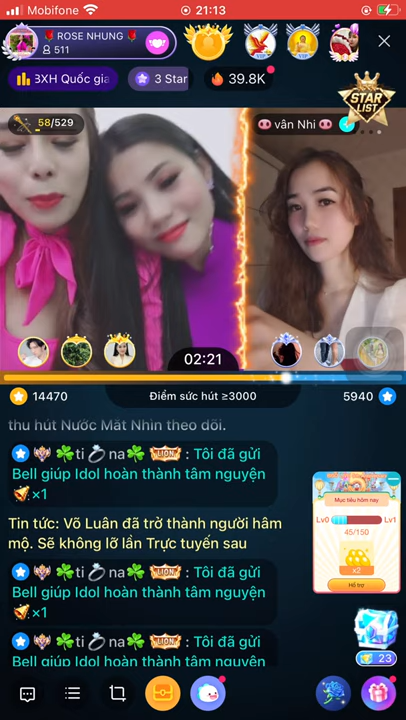 Mobifone 21:13
🌹 ROSE NHUNG 🌹
511
VIP VIP
BXH Quốc gia 3 Star 39.8K
STAR LIST
58/529 🐽 vân Nhi 🐽
02:21
14470 Điểm sức hút ≥3000 5940
thu hút Nước Mắt Nhìn theo dõi.
☘ti💍na☘ LION : Tôi đã gửi
Bell giúp Idol hoàn thành tâm nguyện
×1
Tin tức: Võ Luân đã trở thành người hâm
mộ. Sẽ không lỡ lần Trực tuyến sau
☘ti💍na☘ LION : Tôi đã gửi
Bell giúp Idol hoàn thành tâm nguyện
×1
☘ti💍na☘ LION : Tôi đã gửi
Bell giúp Idol hoàn thành tâm nguyện
Mục tiêu hôm nay
Lv0 Lv1
45/150
x2
Hỗ trợ
23